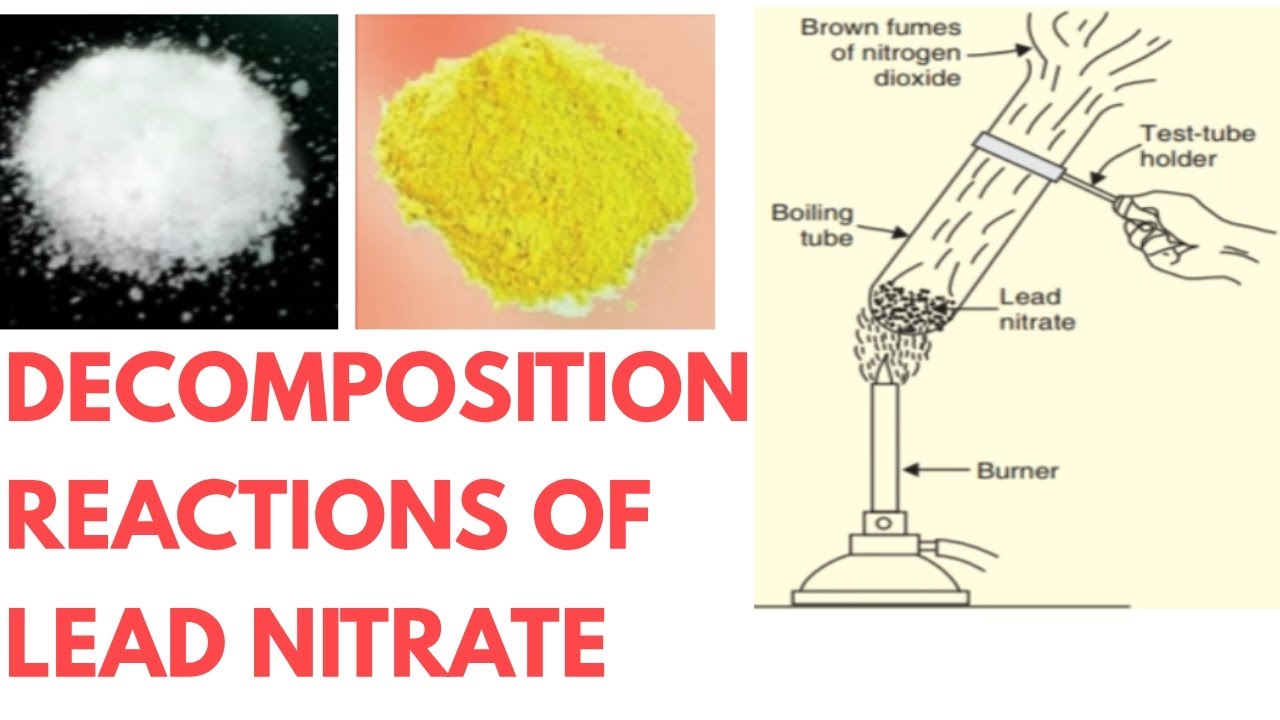 DECOMPOSITION
REACTIONS OF
LEAD NITRATE
Brown fumes
of nitrogen
dioxide
Test-tube
holder
Boiling
tube
Lead
nitrate
Burner